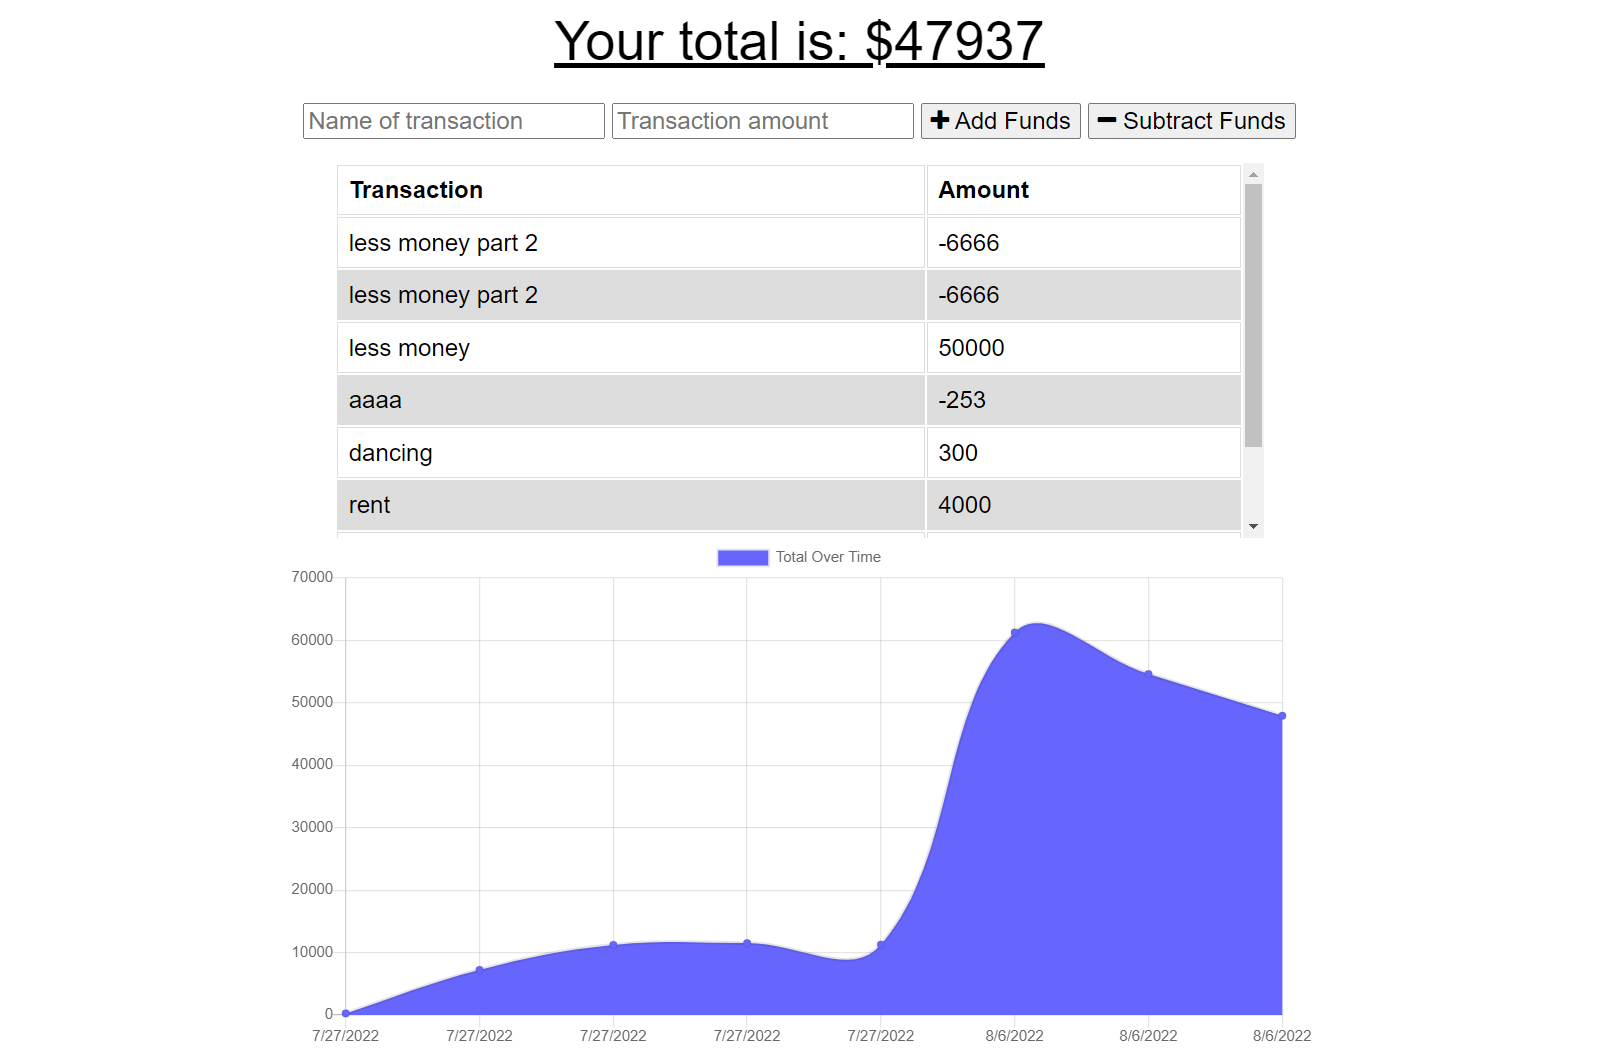 Your total is: $47937
Name of transaction Transaction amount Add Funds Subtract Funds
Transaction Amount
less money part 2 -6666
less money part 2 -6666
less money 50000
aaaa -253
dancing 300
rent 4000
Total Over Time
70000
60000
50000
40000
30000
20000
10000
0
7/27/2022 7/27/2022 7/27/2022 7/27/2022 7/27/2022 8/6/2022 8/6/2022 8/6/2022